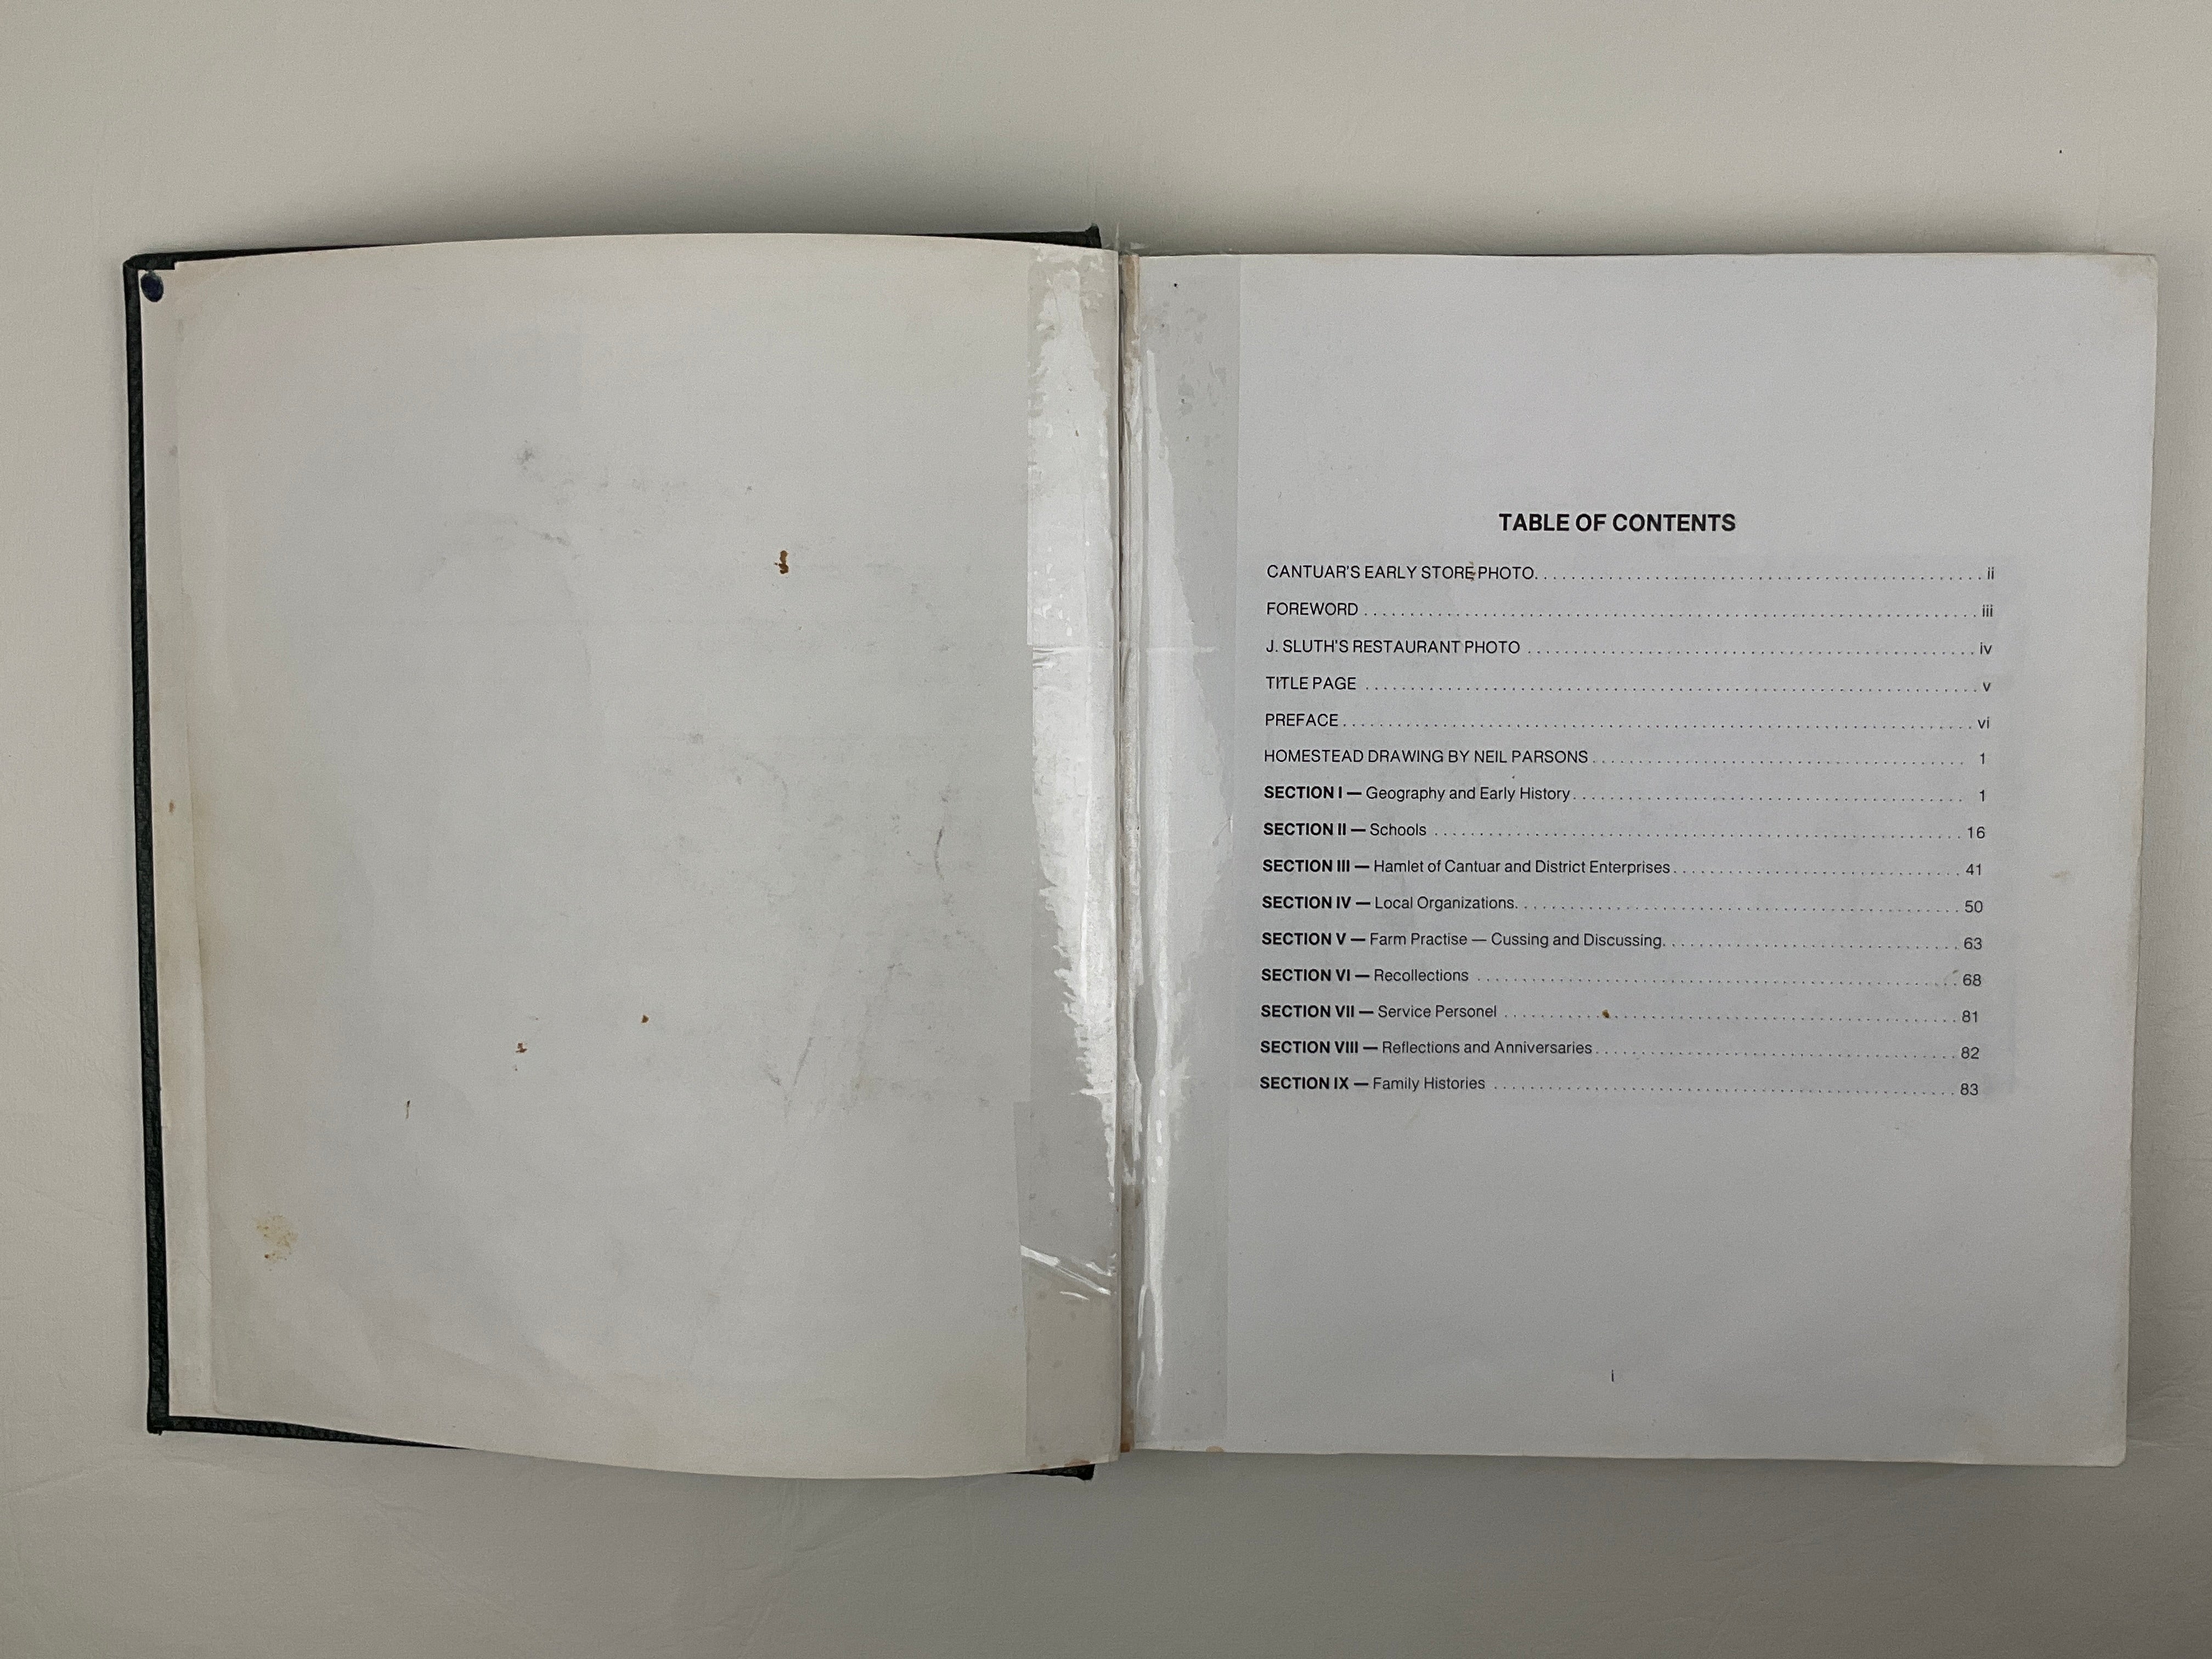 TABLE OF CONTENTS
CANTUAR'S EARLY STORE PHOTO. . . . . . . . . . . . . . . . . . . . . . . . . . . . . . ii
FOREWORD . . . . . . . . . . . . . . . . . . . . . . . . . . . . . . iii
J. SLUTH'S RESTAURANT PHOTO . . . . . . . . . . . . . . . . . . . . . . . . . . . . . . iv
TITLE PAGE . . . . . . . . . . . . . . . . . . . . . . . . . . . . . . v
PREFACE . . . . . . . . . . . . . . . . . . . . . . . . . . . . . . vi
HOMESTEAD DRAWING BY NEIL PARSONS . . . . . . . . . . . . . . . . . . . . . . . . . . . . . . 1
SECTION I — Geography and Early History . . . . . . . . . . . . . . . . . . . . . . . . . . . . . . 1
SECTION II — Schools . . . . . . . . . . . . . . . . . . . . . . . . . . . . . . 16
SECTION III — Hamlet of Cantuar and District Enterprises . . . . . . . . . . . . . . . . . . . . . . . . . . . . . . 41
SECTION IV — Local Organizations. . . . . . . . . . . . . . . . . . . . . . . . . . . . . . 50
SECTION V — Farm Practise — Cussing and Discussing. . . . . . . . . . . . . . . . . . . . . . . . . . . . . . 63
SECTION VI — Recollections . . . . . . . . . . . . . . . . . . . . . . . . . . . . . . 68
SECTION VII — Service Personel . . . . . . . . . . . . . . . . . . . . . . . . . . . . . . 81
SECTION VIII — Reflections and Anniversaries . . . . . . . . . . . . . . . . . . . . . . . . . . . . . . 82
SECTION IX — Family Histories . . . . . . . . . . . . . . . . . . . . . . . . . . . . . . 83
i